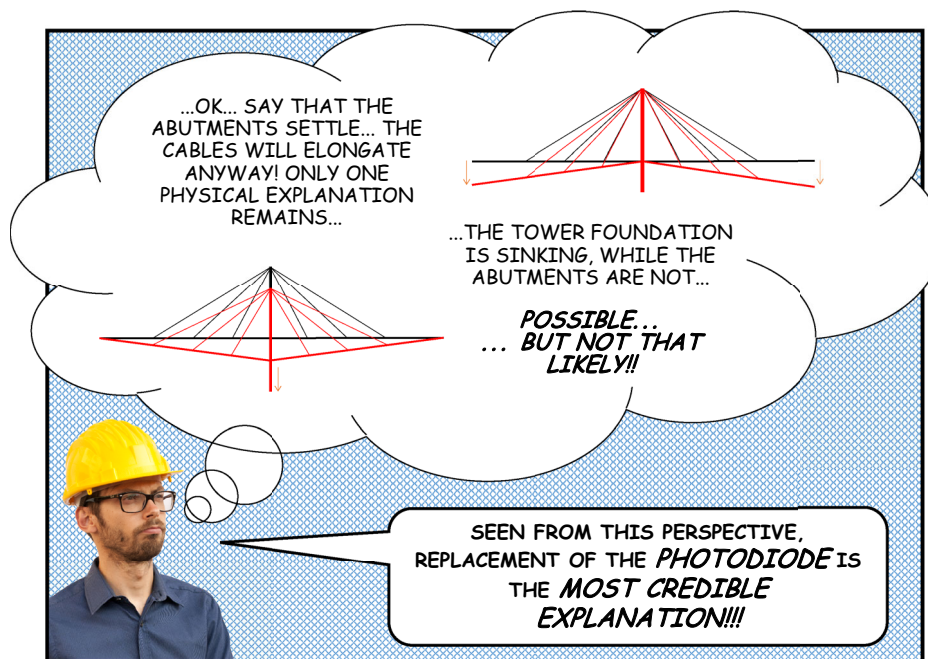 ...OK... SAY THAT THE
ABUTMENTS SETTLE... THE
CABLES WILL ELONGATE
ANYWAY! ONLY ONE
PHYSICAL EXPLANATION
REMAINS...
...THE TOWER FOUNDATION
IS SINKING, WHILE THE
ABUTMENTS ARE NOT...
POSSIBLE...
... BUT NOT THAT
LIKELY!!
SEEN FROM THIS PERSPECTIVE,
REPLACEMENT OF THE PHOTODIODE IS
THE MOST CREDIBLE
EXPLANATION!!!